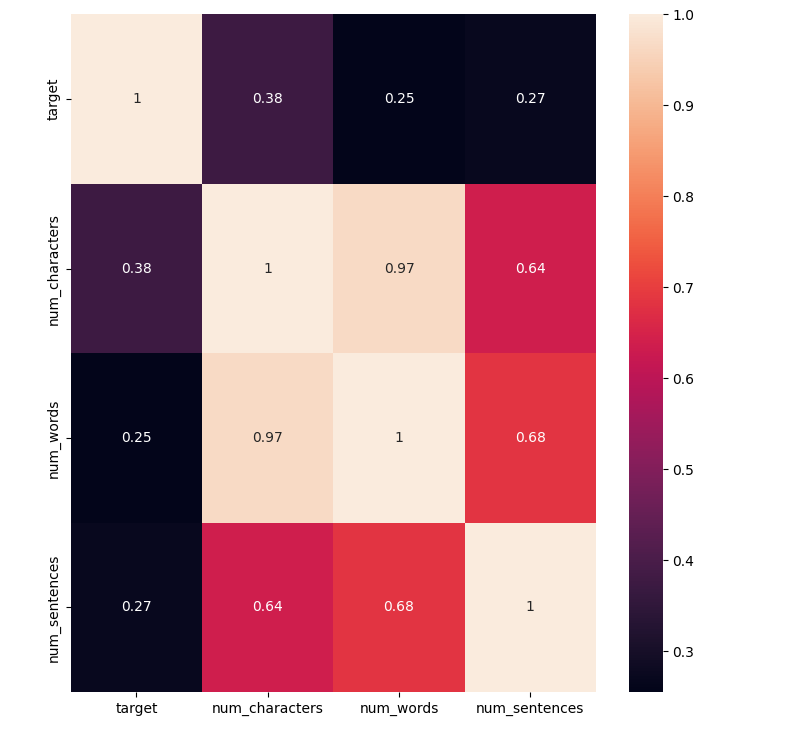 target 1 0.38 0.25 0.27
num_characters 0.38 1 0.97 0.64
num_words 0.25 0.97 1 0.68
num_sentences 0.27 0.64 0.68 1
target num_characters num_words num_sentences
1.0
0.9
0.8
0.7
0.6
0.5
0.4
0.3